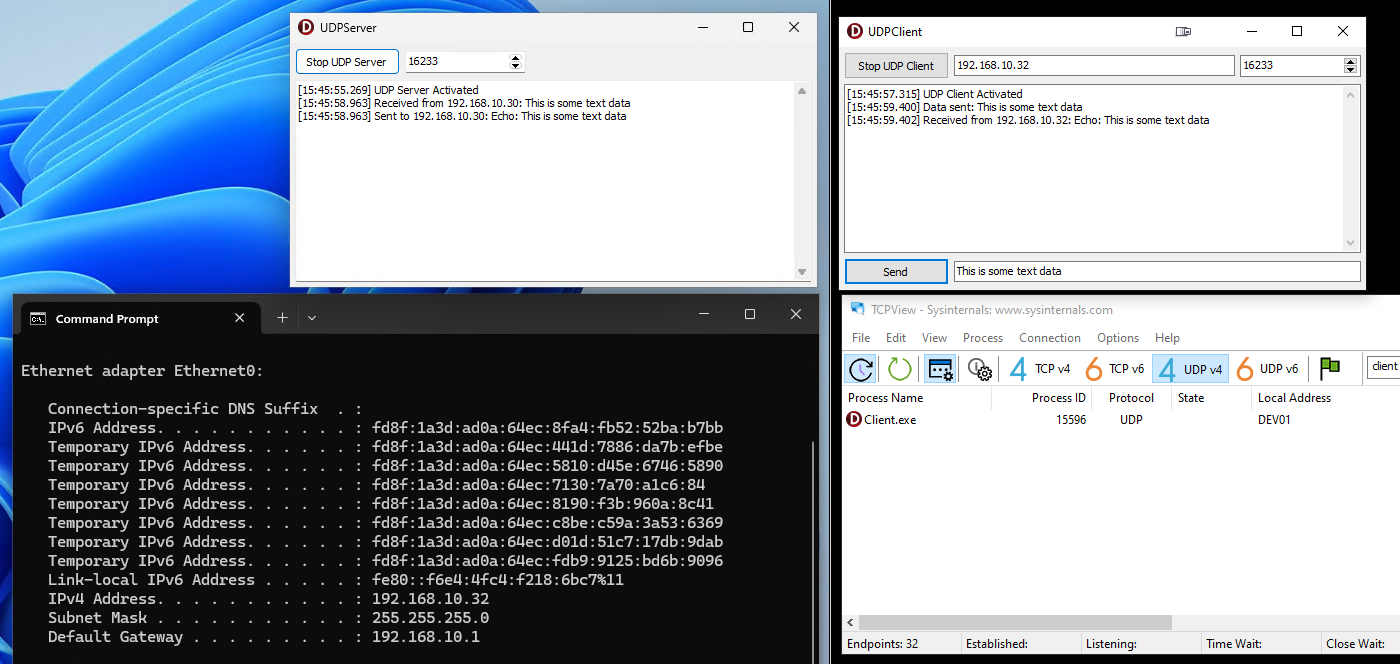 UDPServer
Stop UDP Server
16233
[15:45:55.269] UDP Server Activated
[15:45:58.963] Received from 192.168.10.30: This is some text data
[15:45:58.963] Sent to 192.168.10.30: Echo: This is some text data
UDPClient
Stop UDP Client
192.168.10.32
16233
[15:45:57.315] UDP Client Activated
[15:45:59.400] Data sent: This is some text data
[15:45:59.402] Received from 192.168.10.32: Echo: This is some text data
Send
This is some text data
Command Prompt
Ethernet adapter Ethernet0:
Connection-specific DNS Suffix  . :
IPv6 Address. . . . . . . . . . . : fd8f:1a3d:ad0a:64ec:8fa4:fb52:52ba:b7bb
Temporary IPv6 Address. . . . . . : fd8f:1a3d:ad0a:64ec:441d:7886:da7b:efbe
Temporary IPv6 Address. . . . . . : fd8f:1a3d:ad0a:64ec:5810:d45e:6746:5890
Temporary IPv6 Address. . . . . . : fd8f:1a3d:ad0a:64ec:7130:7a70:a1c6:84
Temporary IPv6 Address. . . . . . : fd8f:1a3d:ad0a:64ec:8190:f3b:960a:8c41
Temporary IPv6 Address. . . . . . : fd8f:1a3d:ad0a:64ec:c8be:c59a:3a53:6369
Temporary IPv6 Address. . . . . . : fd8f:1a3d:ad0a:64ec:d01d:51c7:17db:9dab
Temporary IPv6 Address. . . . . . : fd8f:1a3d:ad0a:64ec:fdb9:9125:bd6b:9096
Link-local IPv6 Address . . . . . : fe80::f6e4:4fc4:f218:6bc7%11
IPv4 Address. . . . . . . . . . . : 192.168.10.32
Subnet Mask . . . . . . . . . . . : 255.255.255.0
Default Gateway . . . . . . . . . : 192.168.10.1
TCPView - Sysinternals: www.sysinternals.com
File Edit View Process Connection Options Help
4 TCP v4 6 TCP v6 4 UDP v4 6 UDP v6 client
Process Name Process ID Protocol State Local Address
Client.exe 15596 UDP DEV01
Endpoints: 32 Established: Listening: Time Wait: Close Wait: